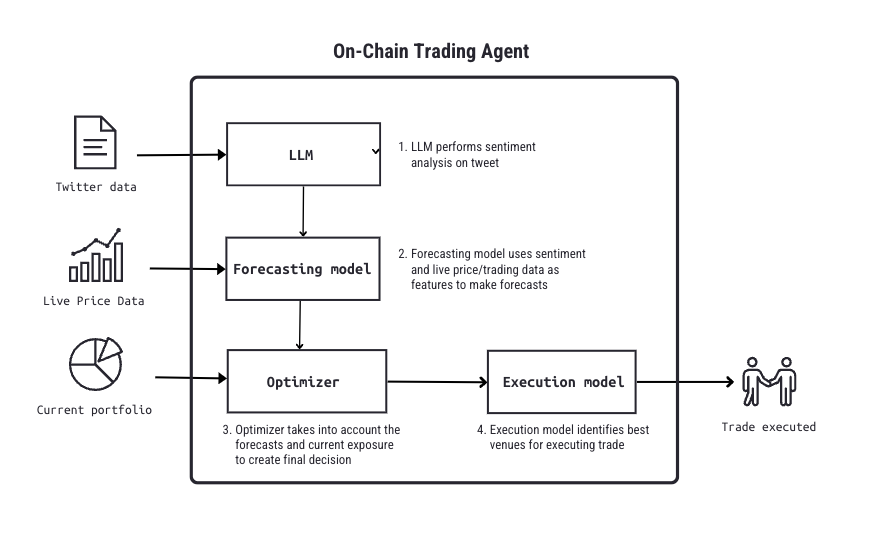 On-Chain Trading Agent
LLM
1. LLM performs sentiment
analysis on tweet
Twitter data
Forecasting model
2. Forecasting model uses sentiment
and live price/trading data as
features to make forecasts
Live Price Data
Optimizer
Execution model
Current portfolio
Trade executed
3. Optimizer takes into account the
forecasts and current exposure
to create final decision
4. Execution model identifies best
venues for executing trade